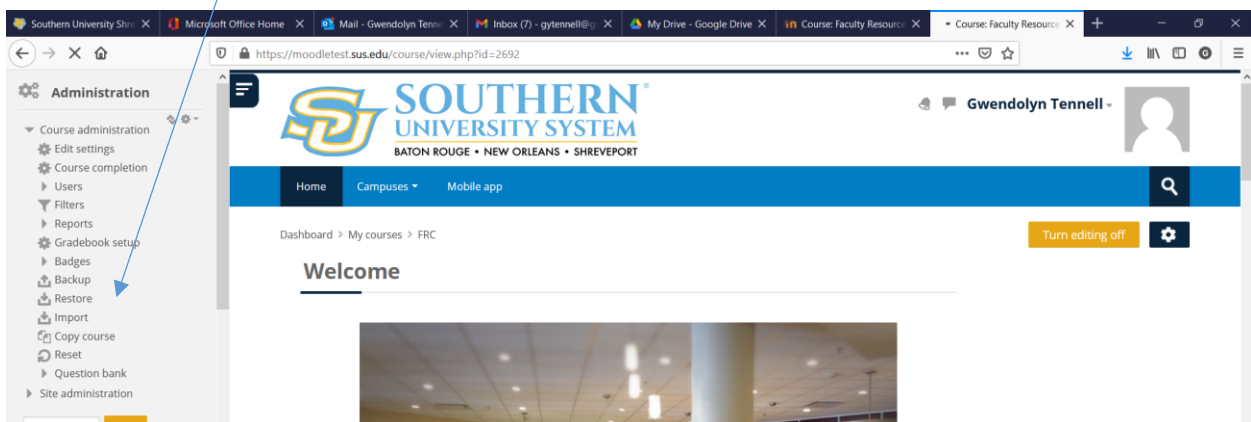 Southern University Shre
Microsoft Office Home
Mail - Gwendolyn Tenne
Inbox (7) - gytennell@g
My Drive - Google Drive
Course: Faculty Resource
• Course: Faculty Resource
https://moodletest.sus.edu/course/view.php?id=2692
Administration
Course administration
Edit settings
Course completion
Users
Filters
Reports
Gradebook setup
Badges
Backup
Restore
Import
Copy course
Reset
Question bank
Site administration
SU
SOUTHERN
UNIVERSITY SYSTEM
BATON ROUGE • NEW ORLEANS • SHREVEPORT
Gwendolyn Tennell
Home Campuses Mobile app
Dashboard > My courses > FRC
Turn editing off
Welcome